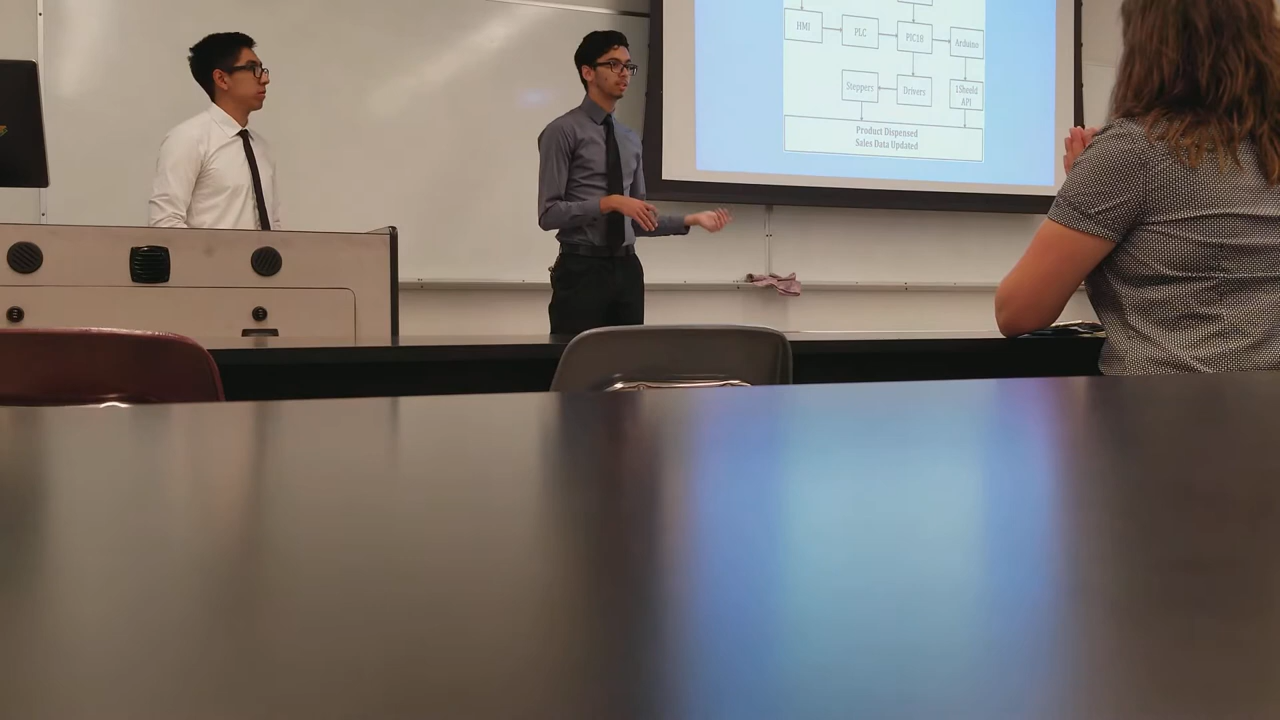 HMI
PLC
PIC18
Arduino
Steppers
Drivers
1Sheeld
API
Product Dispensed
Sales Data Updated